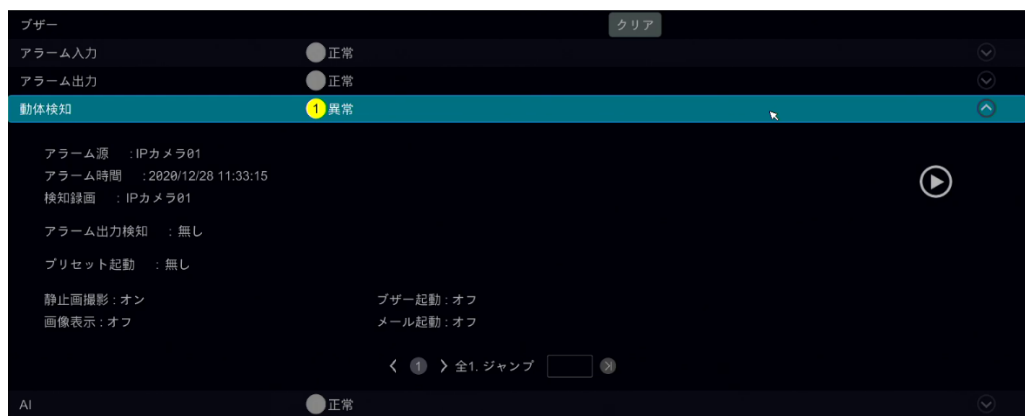 ブザー クリア
アラーム入力 正常
アラーム出力 正常
動体検知 1 異常
アラーム源 :IPカメラ01
アラーム時間 :2020/12/28 11:33:15
検知録画 :IPカメラ01
アラーム出力検知 :無し
プリセット起動 :無し
静止画撮影:オン ブザー起動:オフ
画像表示:オフ メール起動:オフ
1 全1. ジャンプ
AI 正常